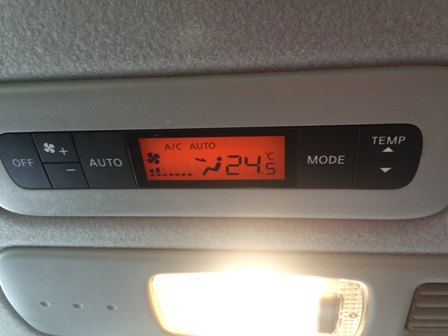 OFF
+
−
AUTO
A/C AUTO
24.5 °C
MODE
TEMP